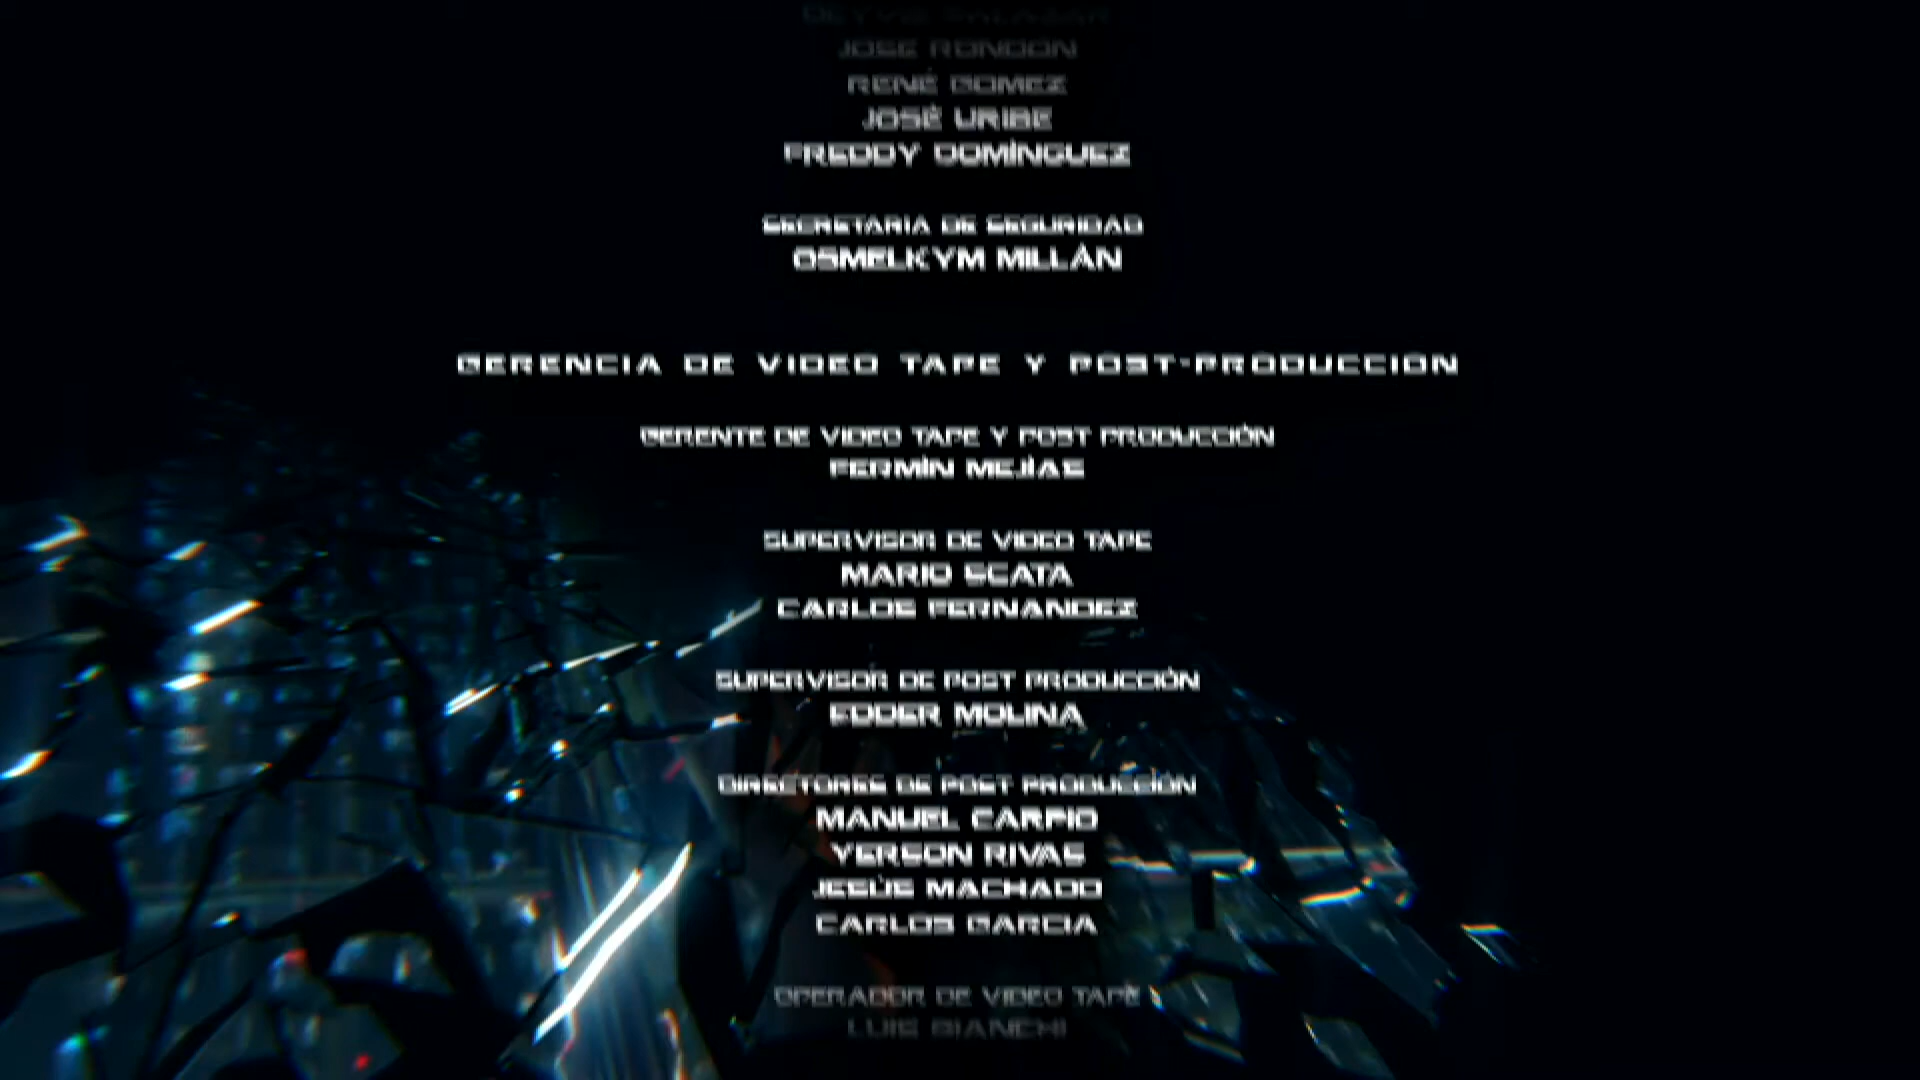 DEYVIS SALAZAR
JOSE RONDON
RENÉ GOMEZ
JOSÉ URIBE
FREDDY DOMÍNGUEZ
SECRETARIA DE SEGURIDAD
OSMELKYM MILLÁN
GERENCIA DE VIDEO TAPE Y POST-PRODUCCION
GERENTE DE VIDEO TAPE Y POST PRODUCCIÓN
FERMÍN MEJÍAS
SUPERVISOR DE VIDEO TAPE
MARIO SCATA
CARLOS FERNANDEZ
SUPERVISOR DE POST PRODUCCIÓN
EDDER MOLINA
DIRECTORES DE POST PRODUCCIÓN
MANUEL CARPIO
YERSON RIVAS
JESÚS MACHADO
CARLOS GARCIA
OPERADOR DE VIDEO TAPE
LUIS BIANCHI